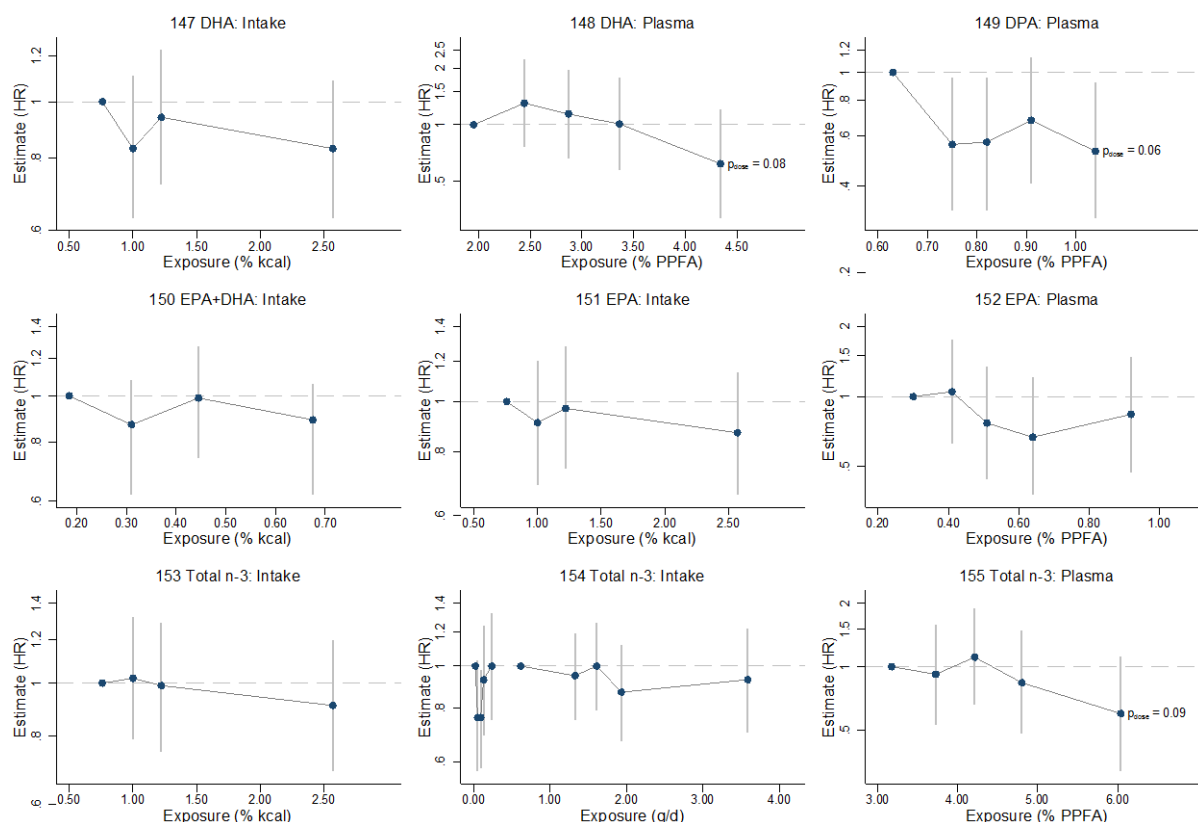 147 DHA: Intake
Estimate (HR)
1.2
1
.8
.6
0.50 1.00 1.50 2.00 2.50
Exposure (% kcal)
148 DHA: Plasma
Estimate (HR)
2.5
2
1.5
1
.5
pdose = 0.08
2.00 2.50 3.00 3.50 4.00 4.50
Exposure (% PPFA)
149 DPA: Plasma
Estimate (HR)
1.2
1
.8
.6
.4
.2
pdose = 0.06
0.60 0.70 0.80 0.90 1.00
Exposure (% PPFA)
150 EPA+DHA: Intake
Estimate (HR)
1.4
1.2
1
.8
.6
0.20 0.30 0.40 0.50 0.60 0.70
Exposure (% kcal)
151 EPA: Intake
Estimate (HR)
1.4
1.2
1
.8
.6
0.50 1.00 1.50 2.00 2.50
Exposure (% kcal)
152 EPA: Plasma
Estimate (HR)
2
1.5
1
.5
0.20 0.40 0.60 0.80 1.00
Exposure (% PPFA)
153 Total n-3: Intake
Estimate (HR)
1.4
1.2
1
.8
.6
0.50 1.00 1.50 2.00 2.50
Exposure (% kcal)
154 Total n-3: Intake
Estimate (HR)
1.4
1.2
1
.8
.6
0.00 1.00 2.00 3.00 4.00
Exposure (g/d)
155 Total n-3: Plasma
Estimate (HR)
2
1.5
1
.5
pdose = 0.09
3.00 4.00 5.00 6.00
Exposure (% PPFA)